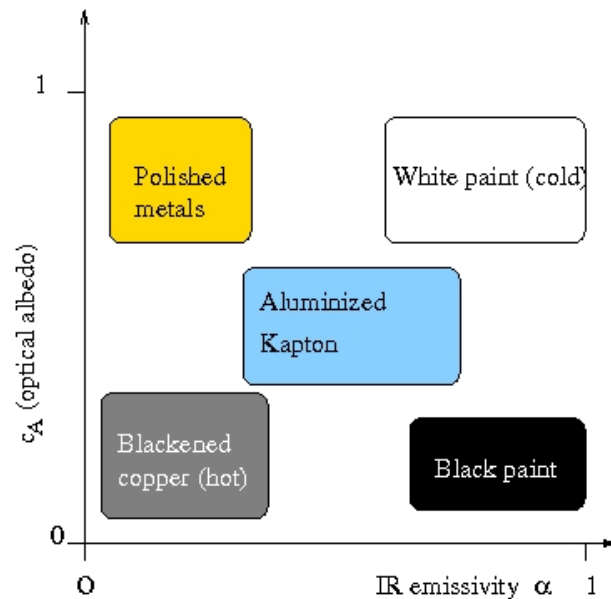 1
Polished
metals
White paint (cold)
Aluminized
Kapton
Blackened
copper (hot)
Black paint
cA (optical albedo)
0
O
IR emissivity α
1